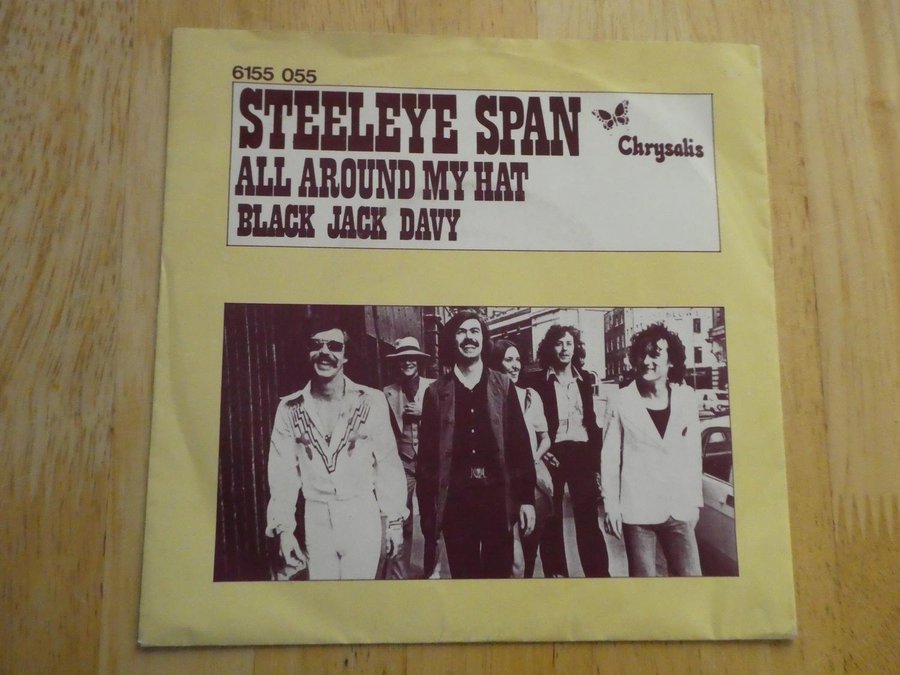 6155 055
STEELEYE SPAN
Chrysalis
ALL AROUND MY HAT
BLACK JACK DAVY